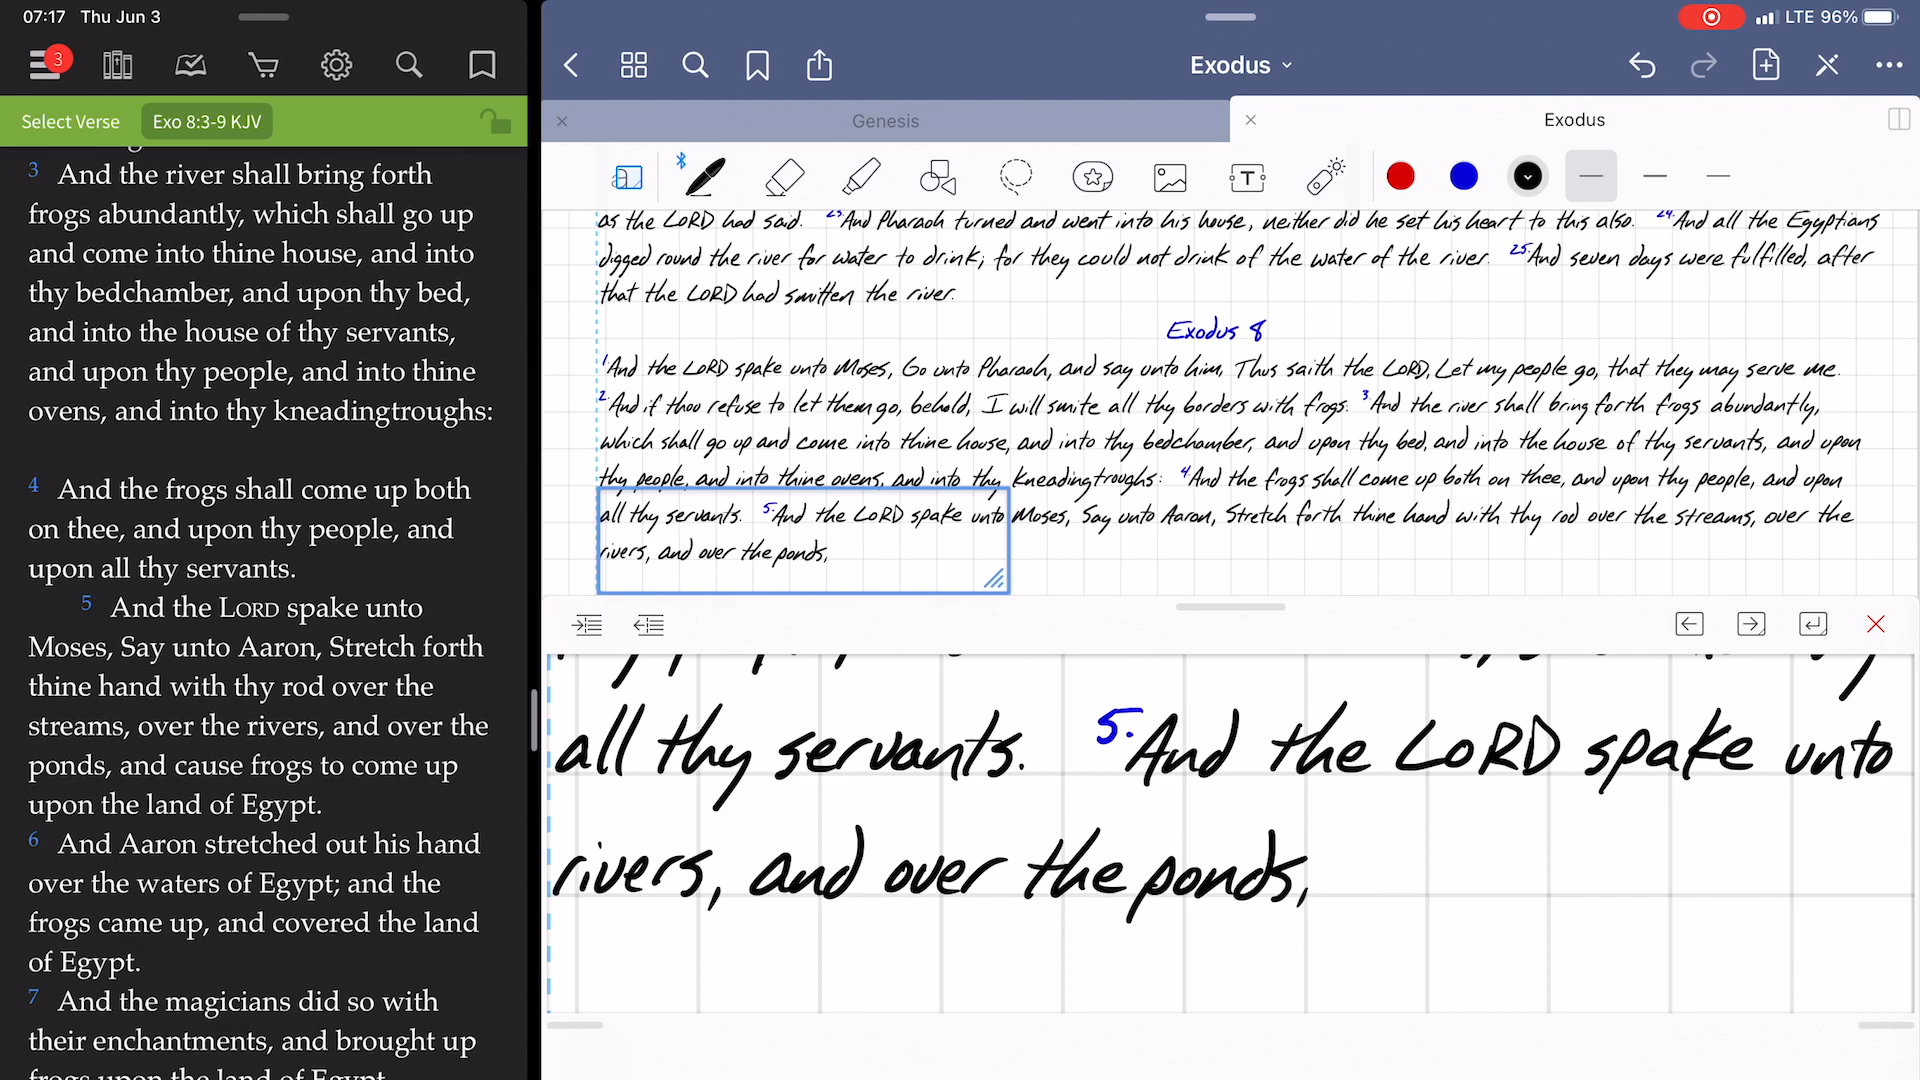 07:17 Thu Jun 3
3
Select Verse Exo 8:3-9 KJV
3 And the river shall bring forth
frogs abundantly, which shall go up
and come into thine house, and into
thy bedchamber, and upon thy bed,
and into the house of thy servants,
and upon thy people, and into thine
ovens, and into thy kneadingtroughs:
4 And the frogs shall come up both
on thee, and upon thy people, and
upon all thy servants.
5 And the LORD spake unto
Moses, Say unto Aaron, Stretch forth
thine hand with thy rod over the
streams, over the rivers, and over the
ponds, and cause frogs to come up
upon the land of Egypt.
6 And Aaron stretched out his hand
over the waters of Egypt; and the
frogs came up, and covered the land
of Egypt.
7 And the magicians did so with
their enchantments, and brought up
frogs upon the land of Egypt
LTE 96%
Exodus
Genesis
Exodus
T
as the LORD had said. 23. And Pharaoh turned and went into his house, neither did he set his heart to this also. 24. And all the Egyptians
digged round the river for water to drink; for they could not drink of the water of the river. 25. And seven days were fulfilled, after
that the LORD had smitten the river.
Exodus 8
1 And the LORD spake unto Moses, Go unto Pharaoh, and say unto him, Thus saith the LORD, Let my people go, that they may serve me.
2. And if thou refuse to let them go, behold, I will smite all thy borders with frogs: 3. And the river shall bring forth frogs abundantly,
which shall go up and come into thine house, and into thy bedchamber, and upon thy bed, and into the house of thy servants, and upon
thy people, and into thine ovens, and into thy kneadingtroughs: 4 And the frogs shall come up both on thee, and upon thy people, and upon
all thy servants. 5. And the LORD spake unto Moses, Say unto Aaron, Stretch forth thine hand with thy rod over the streams, over the
rivers, and over the ponds,
all thy servants. 5. And the LORD spake unto
rivers, and over the ponds,